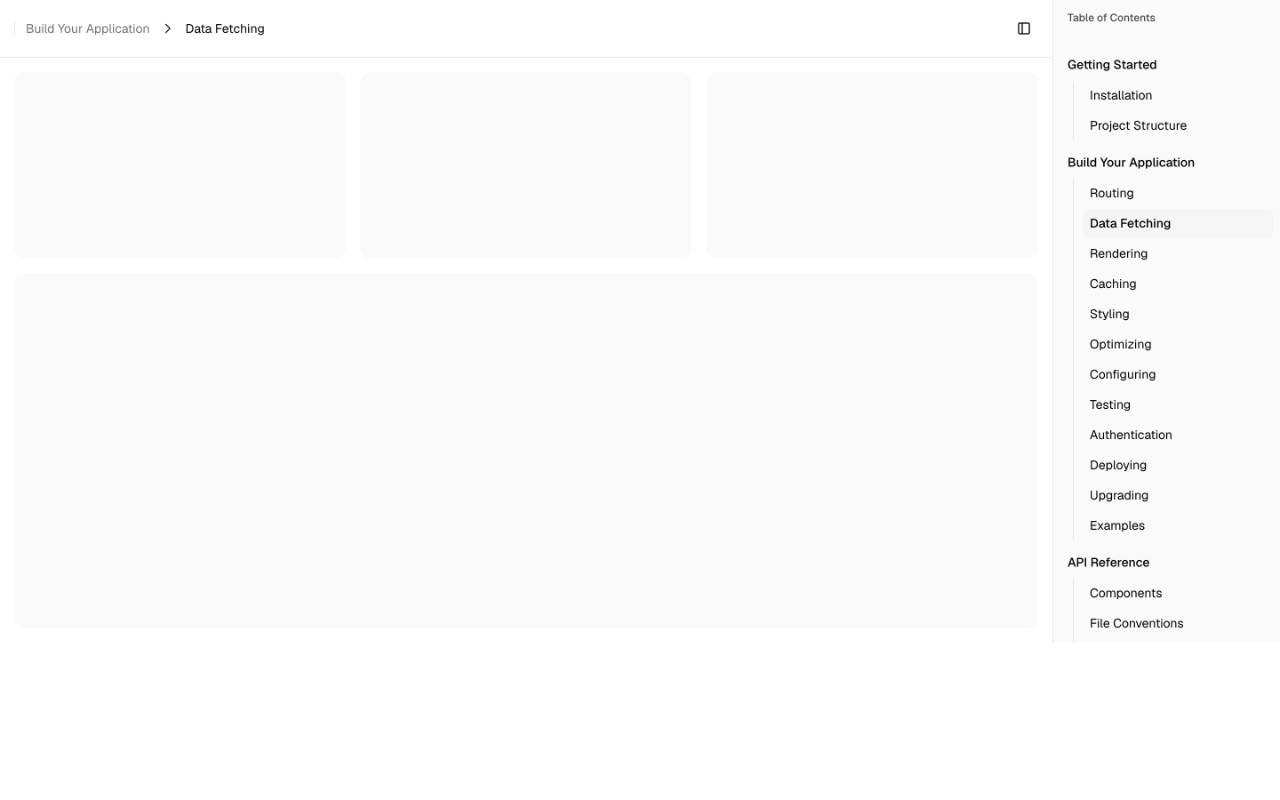 Build Your Application
Data Fetching
Table of Contents
Getting Started
Installation
Project Structure
Build Your Application
Routing
Data Fetching
Rendering
Caching
Styling
Optimizing
Configuring
Testing
Authentication
Deploying
Upgrading
Examples
API Reference
Components
File Conventions